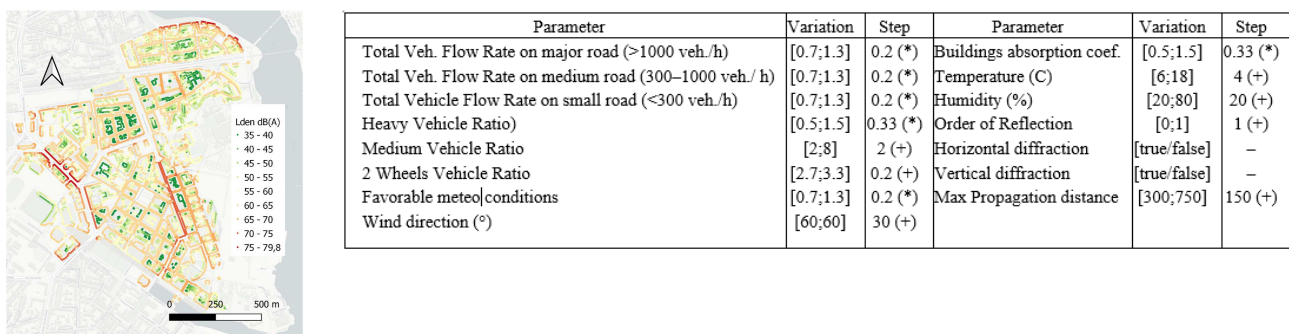 Lden dB(A)
35 - 40
40 - 45
45 - 50
50 - 55
55 - 60
60 - 65
65 - 70
70 - 75
75 - 79,8
0 250 500 m
Parameter Variation Step Parameter Variation Step
Total Veh. Flow Rate on major road (>1000 veh./h) [0.7;1.3] 0.2 (*) Buildings absorption coef. [0.5;1.5] 0.33 (*)
Total Veh. Flow Rate on medium road (300–1000 veh./ h) [0.7;1.3] 0.2 (*) Temperature (C) [6;18] 4 (+)
Total Vehicle Flow Rate on small road (<300 veh./h) [0.7;1.3] 0.2 (*) Humidity (%) [20;80] 20 (+)
Heavy Vehicle Ratio) [0.5;1.5] 0.33 (*) Order of Reflection [0;1] 1 (+)
Medium Vehicle Ratio [2;8] 2 (+) Horizontal diffraction [true/false] –
2 Wheels Vehicle Ratio [2.7;3.3] 0.2 (+) Vertical diffraction [true/false] –
Favorable meteo conditions [0.7;1.3] 0.2 (*) Max Propagation distance [300;750] 150 (+)
Wind direction (°) [60;60] 30 (+)